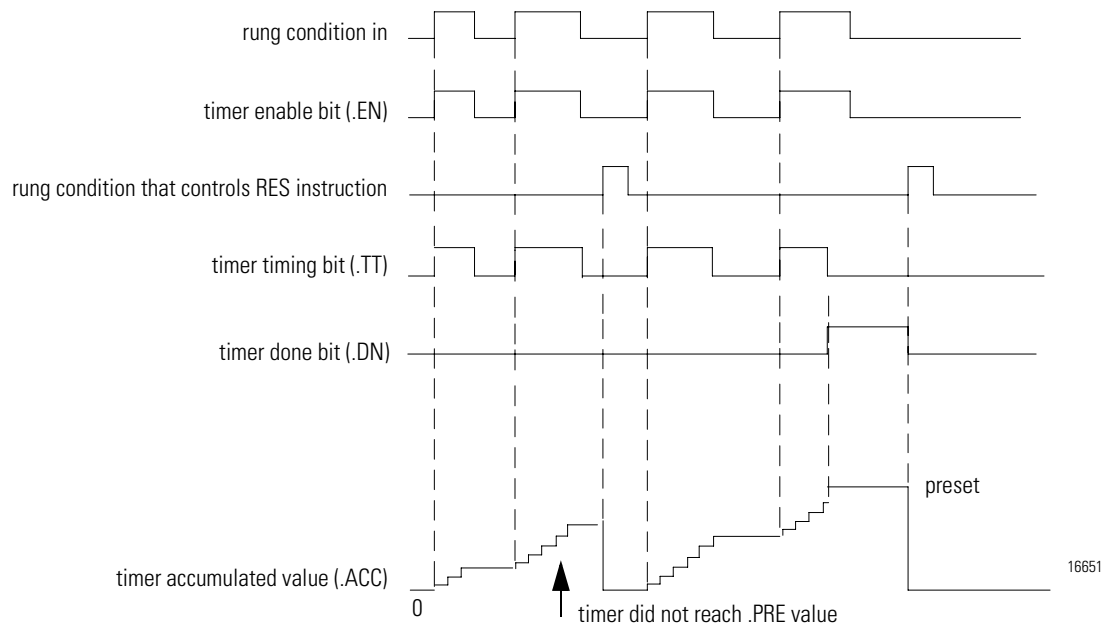 rung condition in
timer enable bit (.EN)
rung condition that controls RES instruction
timer timing bit (.TT)
timer done bit (.DN)
preset
timer accumulated value (.ACC)
16651
0
timer did not reach .PRE value